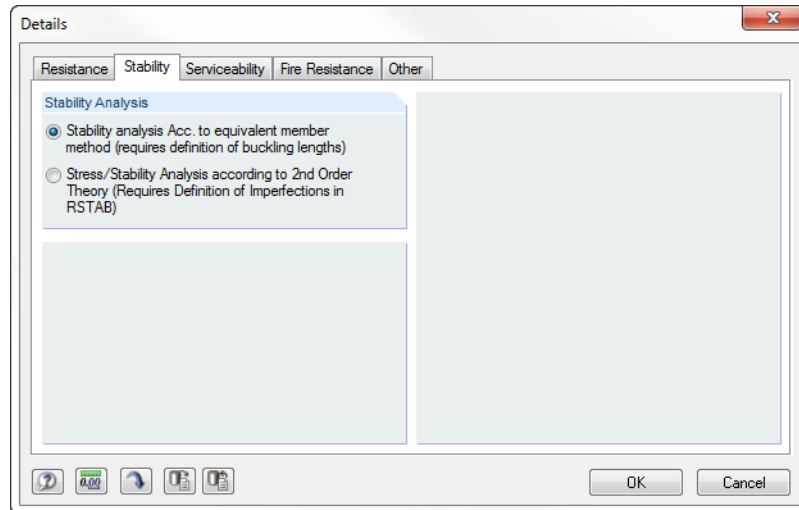 Details
Resistance Stability Serviceability Fire Resistance Other
Stability Analysis
Stability analysis Acc. to equivalent member
method (requires definition of buckling lengths)
Stress/Stability Analysis according to 2nd Order
Theory (Requires Definition of Imperfections in
RSTAB)
0.00
OK Cancel